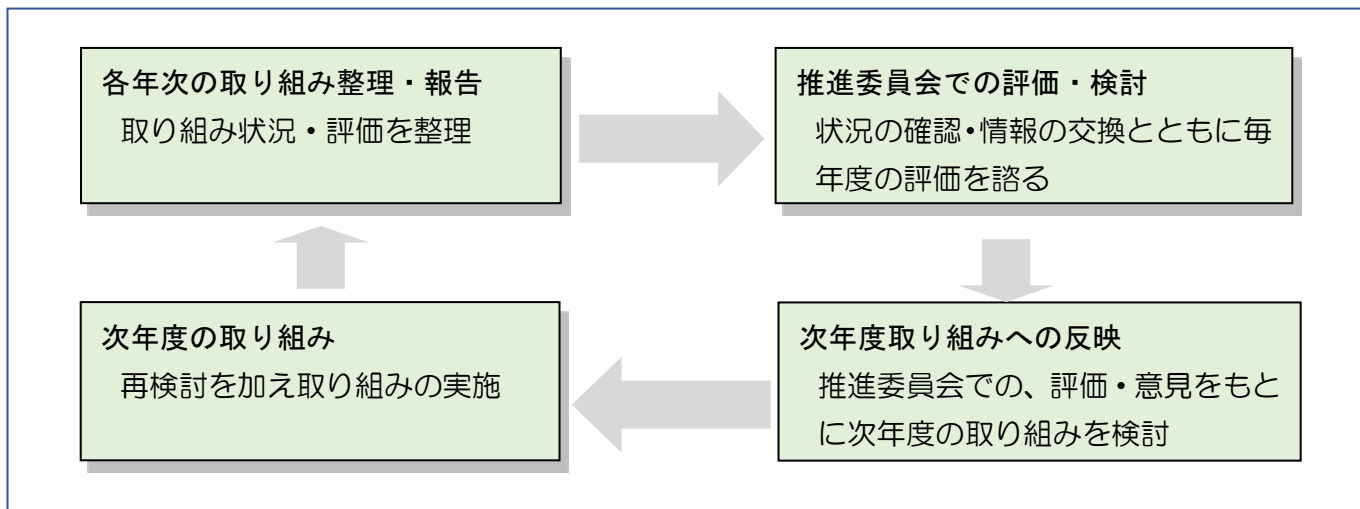 各年次の取り組み整理・報告
取り組み状況・評価を整理
推進委員会での評価・検討
状況の確認・情報の交換とともに毎
年度の評価を諮る
次年度の取り組み
再検討を加え取り組みの実施
次年度取り組みへの反映
推進委員会での、評価・意見をもと
に次年度の取り組みを検討